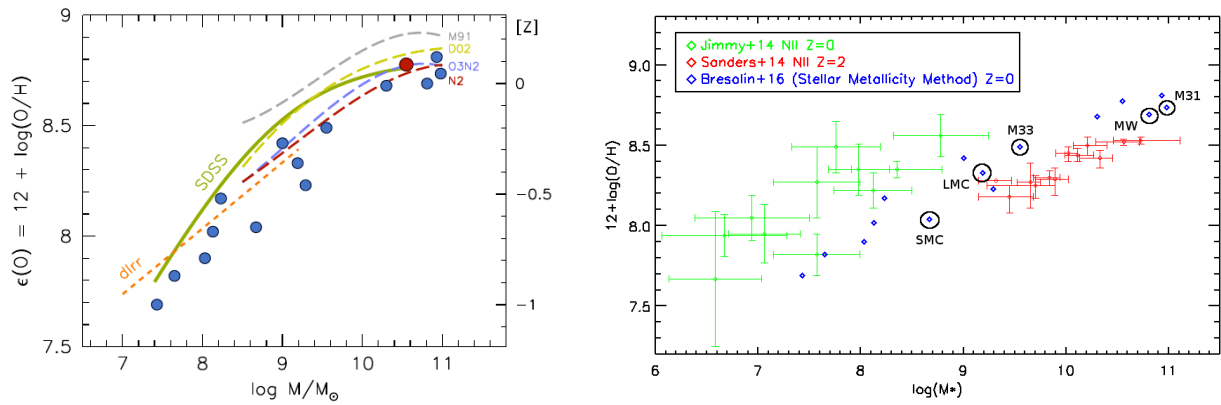 9
8.5
8
7.5
ϵ(O) = 12 + log(O/H)
7
8
9
10
11
log M/M☉
[Z]
0
−0.5
−1
M91
D02
O3N2
N2
SDSS
dIrr
Jimmy+14 NII Z=0
Sanders+14 NII Z=2
Bresolin+16 (Stellar Metallicity Method) Z=0
9.0
8.5
8.0
7.5
12+log(O/H)
M31
MW
M33
LMC
SMC
6
7
8
9
10
11
log(M*)